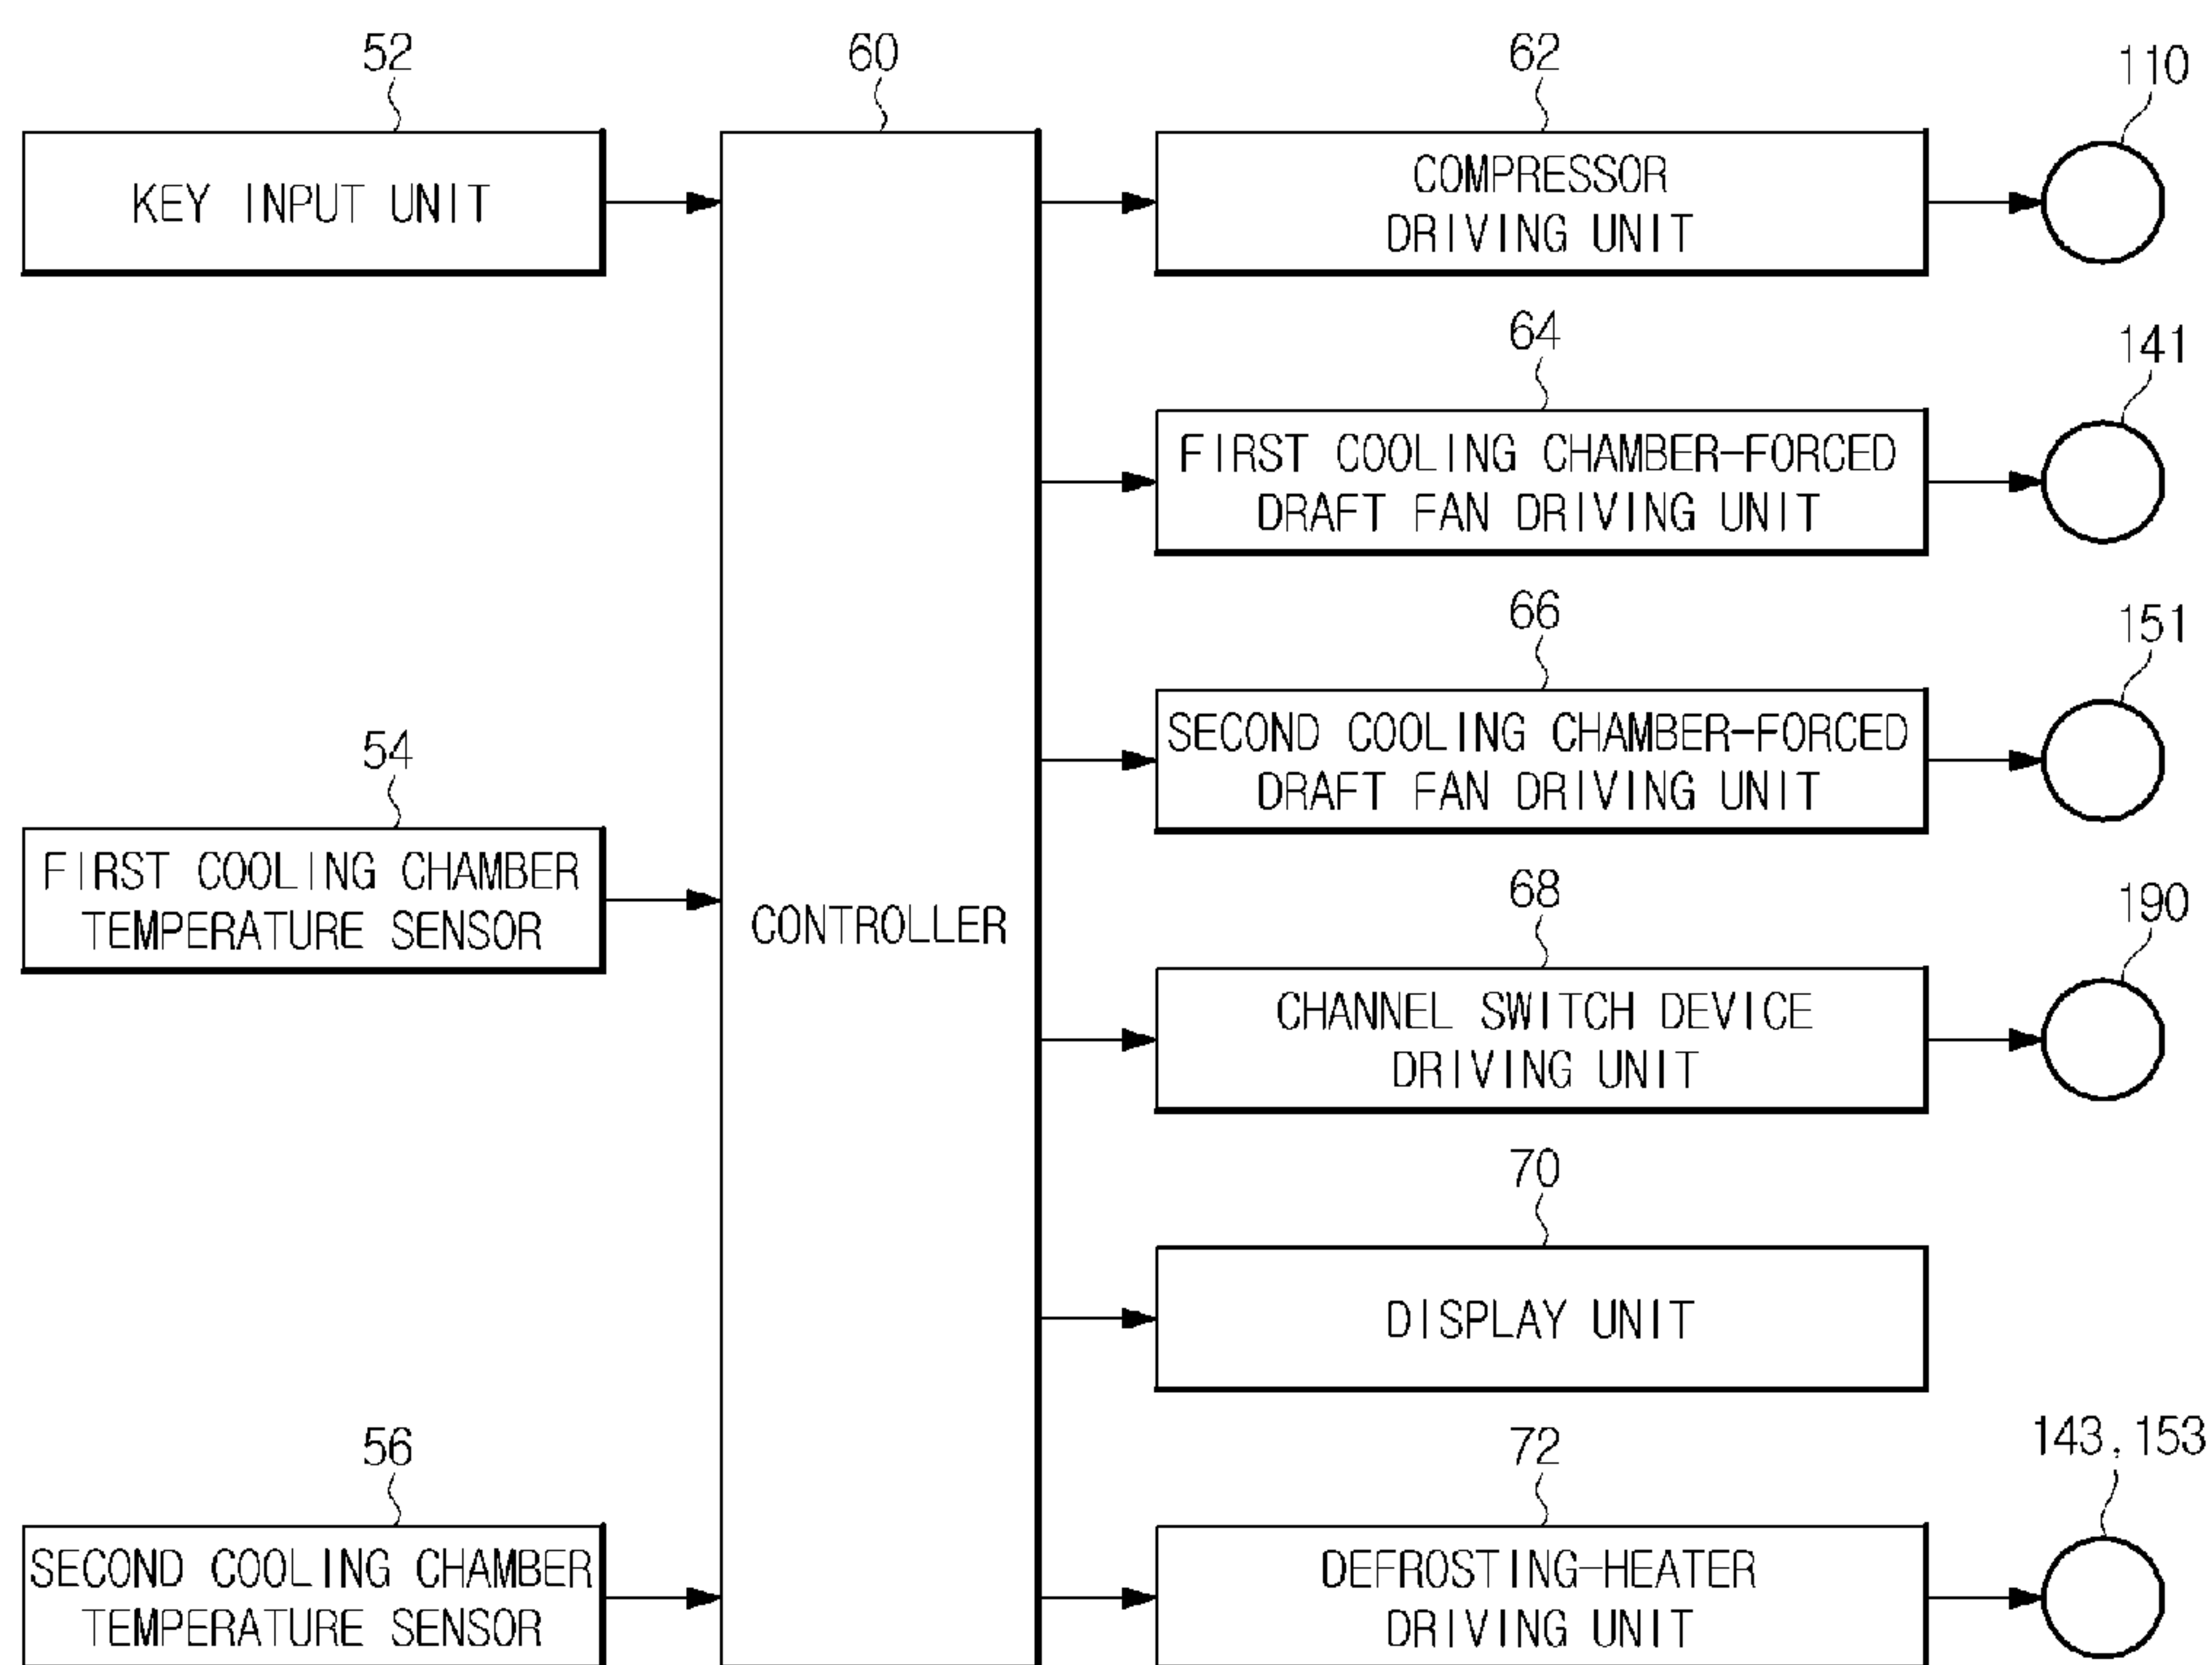 52
60
62
110
KEY INPUT UNIT
COMPRESSOR
DRIVING UNIT
64
141
FIRST COOLING CHAMBER-FORCED
DRAFT FAN DRIVING UNIT
66
151
SECOND COOLING CHAMBER-FORCED
DRAFT FAN DRIVING UNIT
54
FIRST COOLING CHAMBER
TEMPERATURE SENSOR
CONTROLLER
68
190
CHANNEL SWITCH DEVICE
DRIVING UNIT
70
DISPLAY UNIT
56
72
143, 153
SECOND COOLING CHAMBER
TEMPERATURE SENSOR
DEFROSTING-HEATER
DRIVING UNIT